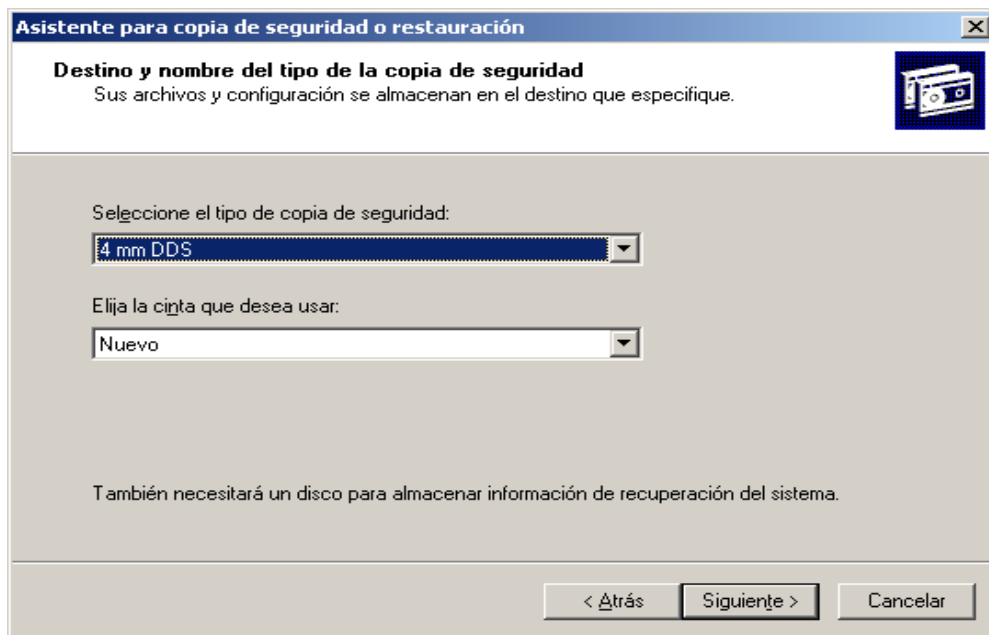 Asistente para copia de seguridad o restauración
Destino y nombre del tipo de la copia de seguridad
Sus archivos y configuración se almacenan en el destino que especifique.
Seleccione el tipo de copia de seguridad:
4 mm DDS
Elija la cinta que desea usar:
Nuevo
También necesitará un disco para almacenar información de recuperación del sistema.
< Atrás
Siguiente >
Cancelar